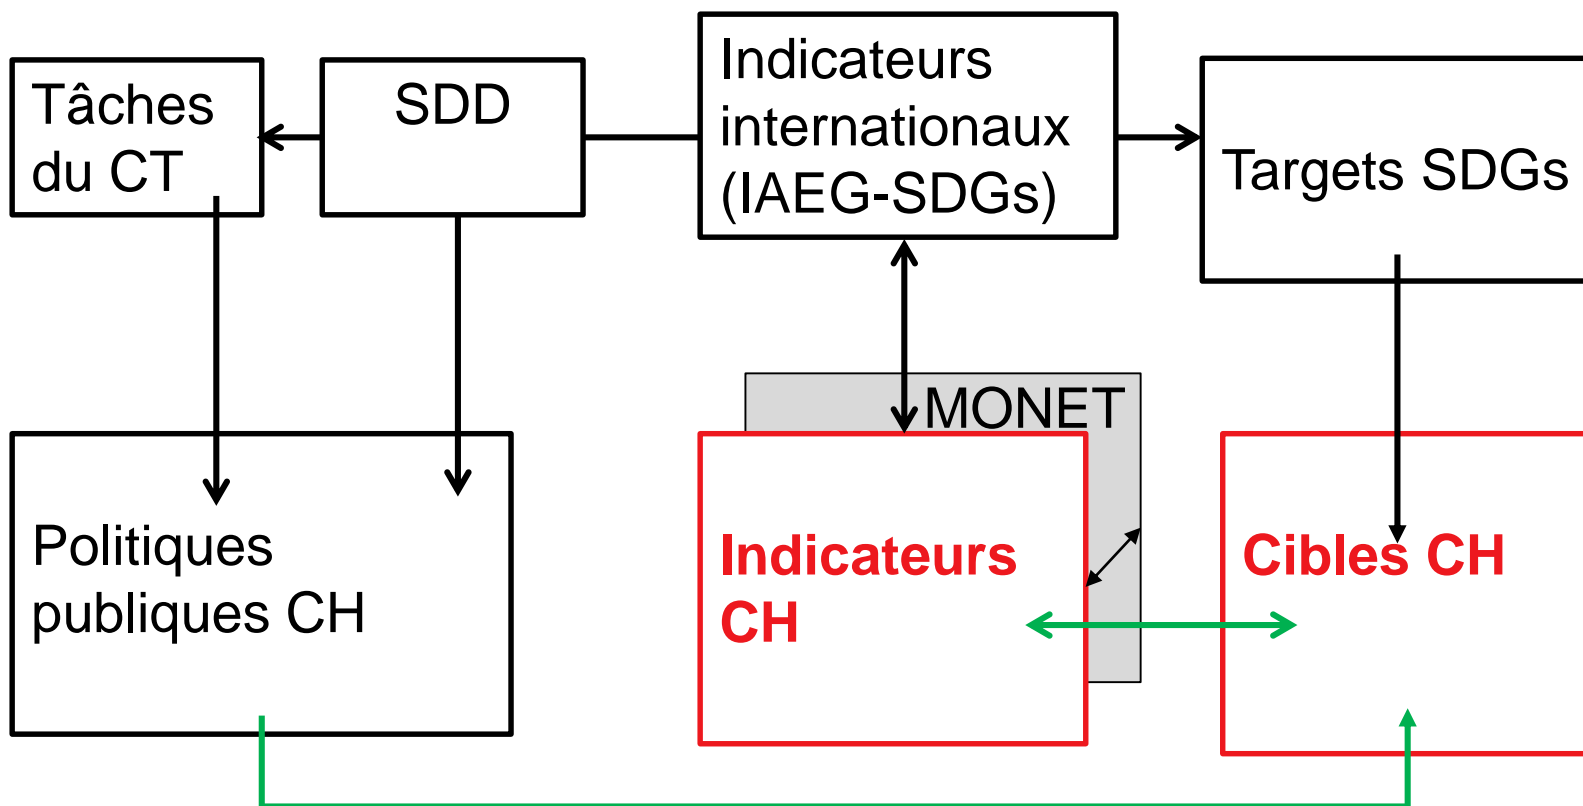 Tâches
du CT
SDD
Indicateurs
internationaux
(IAEG-SDGs)
Targets SDGs
MONET
Politiques
publiques CH
Indicateurs
CH
Cibles CH